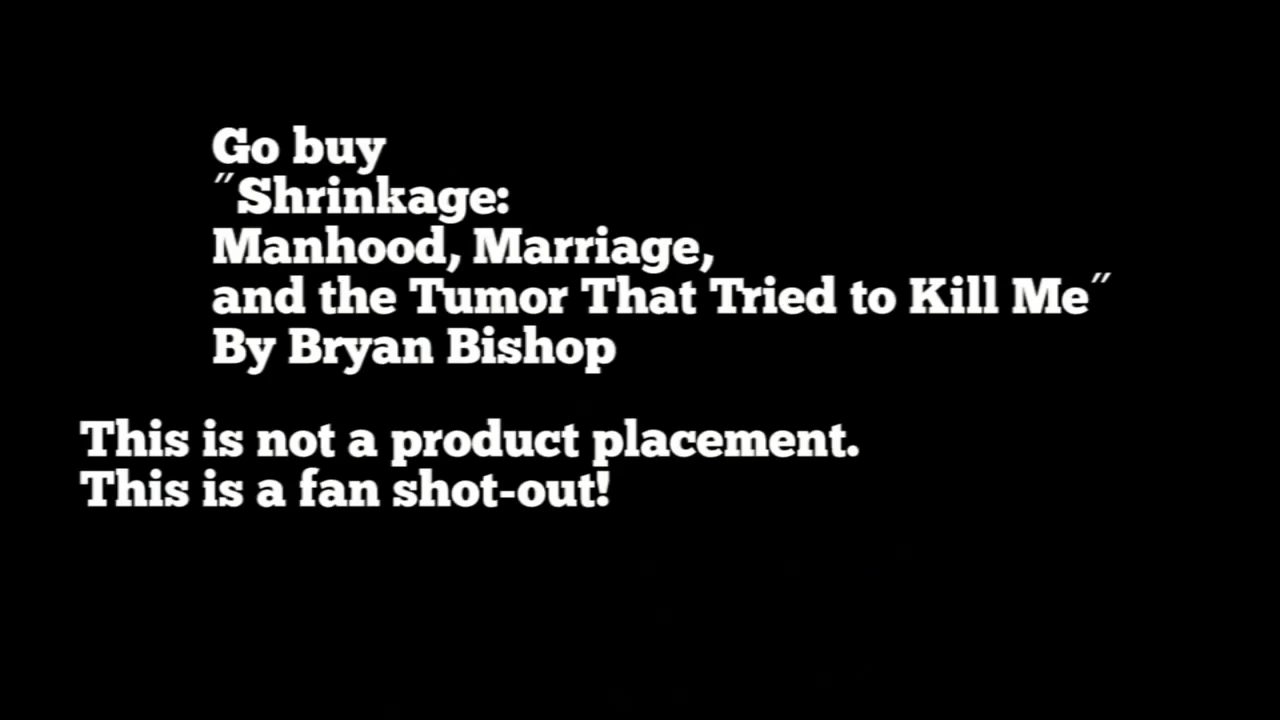 Go buy
"Shrinkage:
Manhood, Marriage,
and the Tumor That Tried to Kill Me"
By Bryan Bishop
This is not a product placement.
This is a fan shot-out!